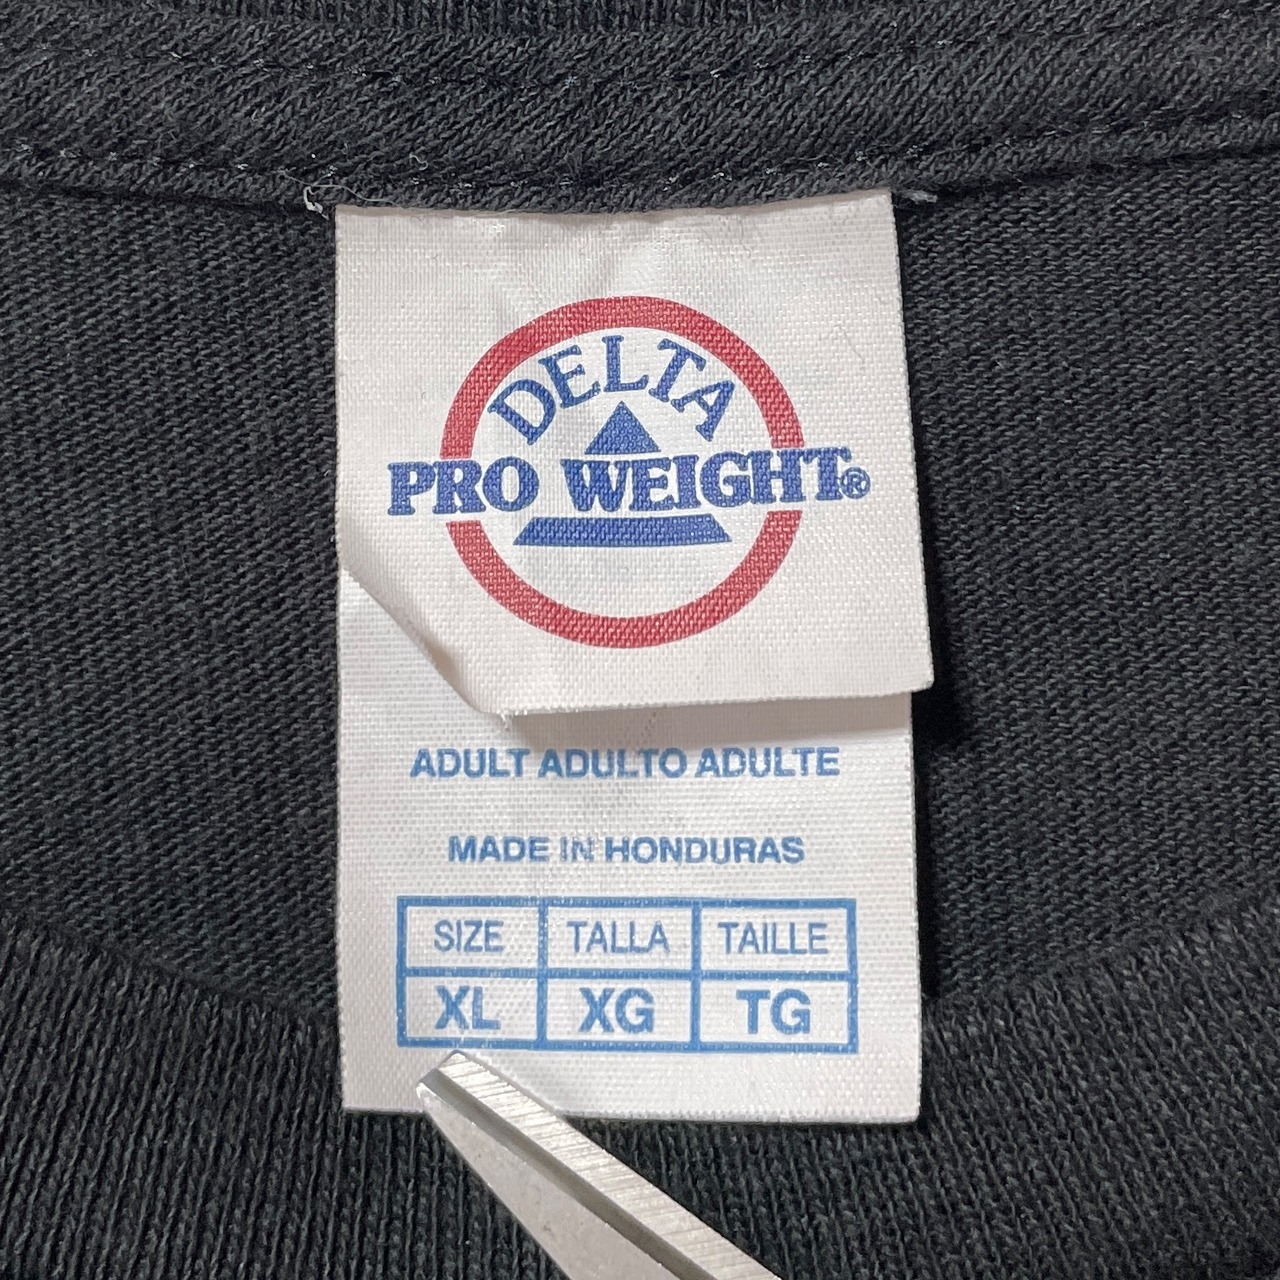 DELTA
PRO WEIGHT®
ADULT ADULTO ADULTE
MADE IN HONDURAS
SIZE TALLA TAILLE
XL XG TG